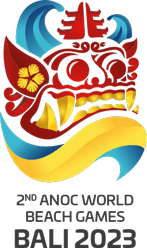 2ND ANOC WORLD
BEACH GAMES
BALI 2023